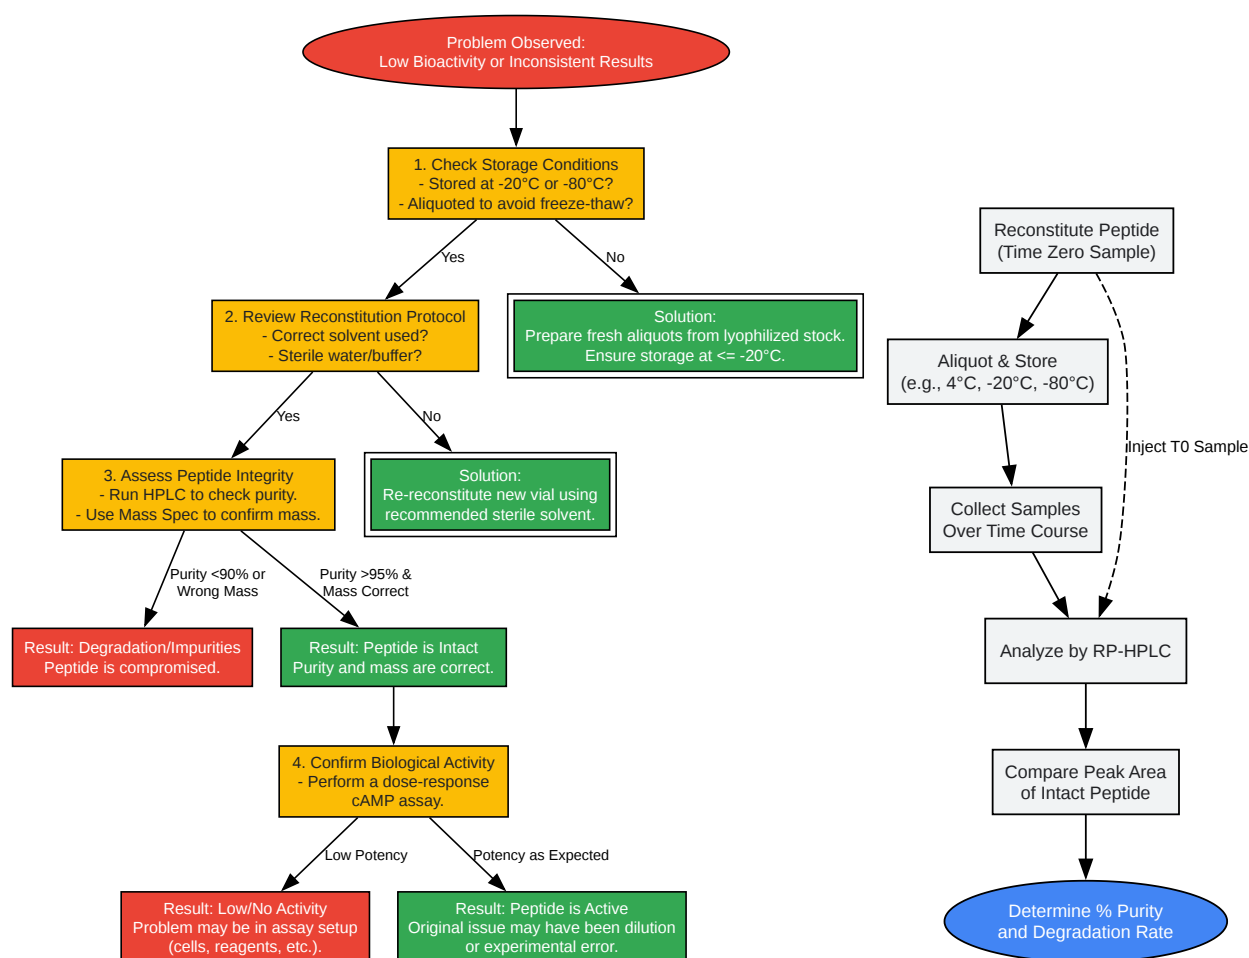 Problem Observed:
Low Bioactivity or Inconsistent Results
1. Check Storage Conditions
- Stored at -20°C or -80°C?
- Aliquoted to avoid freeze-thaw?
Yes
No
2. Review Reconstitution Protocol
- Correct solvent used?
- Sterile water/buffer?
Solution:
Prepare fresh aliquots from lyophilized stock.
Ensure storage at <= -20°C.
Yes
No
3. Assess Peptide Integrity
- Run HPLC to check purity.
- Use Mass Spec to confirm mass.
Solution:
Re-reconstitute new vial using
recommended sterile solvent.
Purity <90% or
Wrong Mass
Purity >95% &
Mass Correct
Result: Degradation/Impurities
Peptide is compromised.
Result: Peptide is Intact
Purity and mass are correct.
4. Confirm Biological Activity
- Perform a dose-response
cAMP assay.
Low Potency
Potency as Expected
Result: Low/No Activity
Problem may be in assay setup
(cells, reagents, etc.).
Result: Peptide is Active
Original issue may have been dilution
or experimental error.
Reconstitute Peptide
(Time Zero Sample)
Aliquot & Store
(e.g., 4°C, -20°C, -80°C)
Inject T0 Sample
Collect Samples
Over Time Course
Analyze by RP-HPLC
Compare Peak Area
of Intact Peptide
Determine % Purity
and Degradation Rate